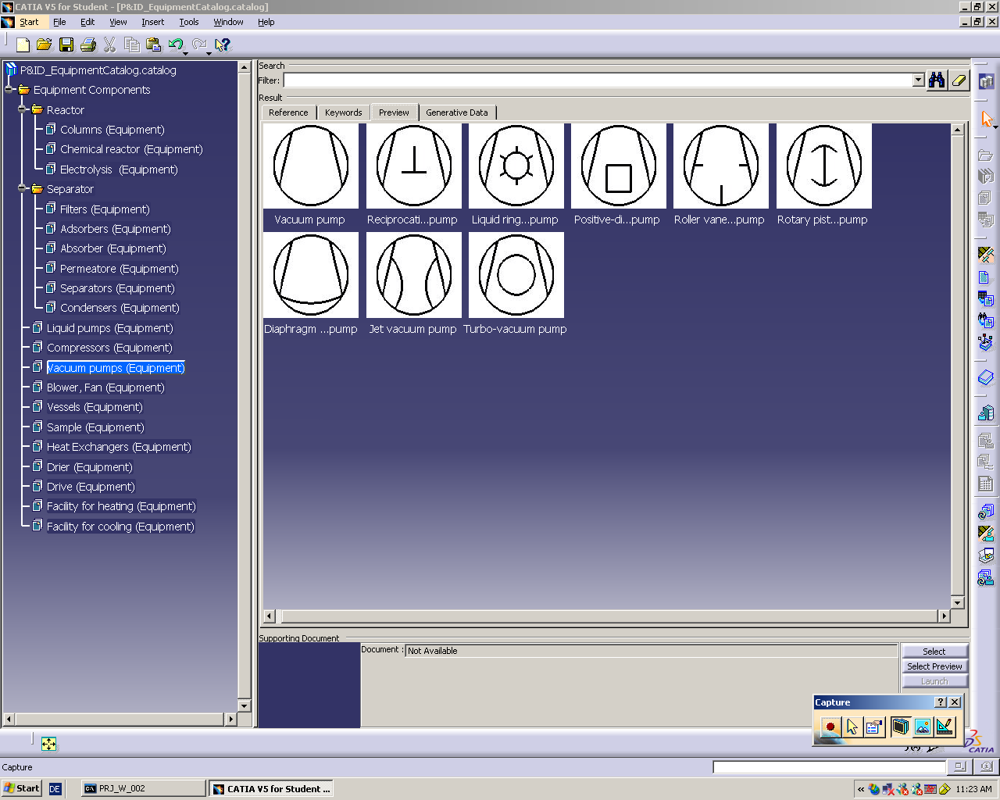 CATIA V5 for Student - [P&ID_EquipmentCatalog.catalog]
Start File Edit View Insert Tools Window Help
P&ID_EquipmentCatalog.catalog
Equipment Components
Reactor
Columns (Equipment)
Chemical reactor (Equipment)
Electrolysis (Equipment)
Separator
Filters (Equipment)
Adsorbers (Equipment)
Absorber (Equipment)
Permeatore (Equipment)
Separators (Equipment)
Condensers (Equipment)
Liquid pumps (Equipment)
Compressors (Equipment)
Vacuum pumps (Equipment)
Blower, Fan (Equipment)
Vessels (Equipment)
Sample (Equipment)
Heat Exchangers (Equipment)
Drier (Equipment)
Drive (Equipment)
Facility for heating (Equipment)
Facility for cooling (Equipment)
Search
Filter:
Result
Reference Keywords Preview Generative Data
Vacuum pump Reciprocati...pump Liquid ring...pump Positive-di...pump Roller vane...pump Rotary pist...pump
Diaphragm ...pump Jet vacuum pump Turbo-vacuum pump
Supporting Document
Document : Not Available
Select
Select Preview
Launch
Capture
CATIA
Capture
Start DE PRJ_W_002 CATIA V5 for Student ... 11:23 AM